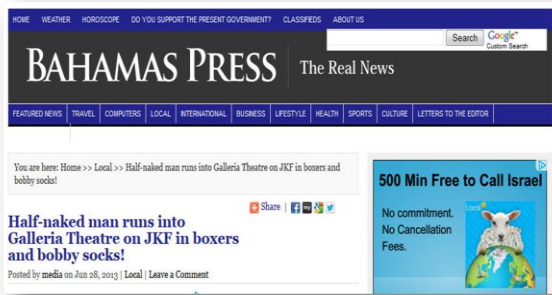 HOME WEATHER HOROSCOPE DO YOU SUPPORT THE PRESENT GOVERNMENT? CLASSIFIEDS ABOUT US
Search Google™
Custom Search
BAHAMAS PRESS The Real News
FEATURED NEWS TRAVEL COMPUTERS LOCAL INTERNATIONAL BUSINESS LIFESTYLE HEALTH SPORTS CULTURE LETTERS TO THE EDITOR
You are here: Home >> Local >> Half-naked man runs into Galleria Theatre on JKF in boxers and
bobby socks!
Share |
Half-naked man runs into
Galleria Theatre on JKF in boxers
and bobby socks!
Posted by media on Jun 28, 2013 | Local | Leave a Comment
500 Min Free to Call Israel
No commitment.
No Cancellation
Fees.